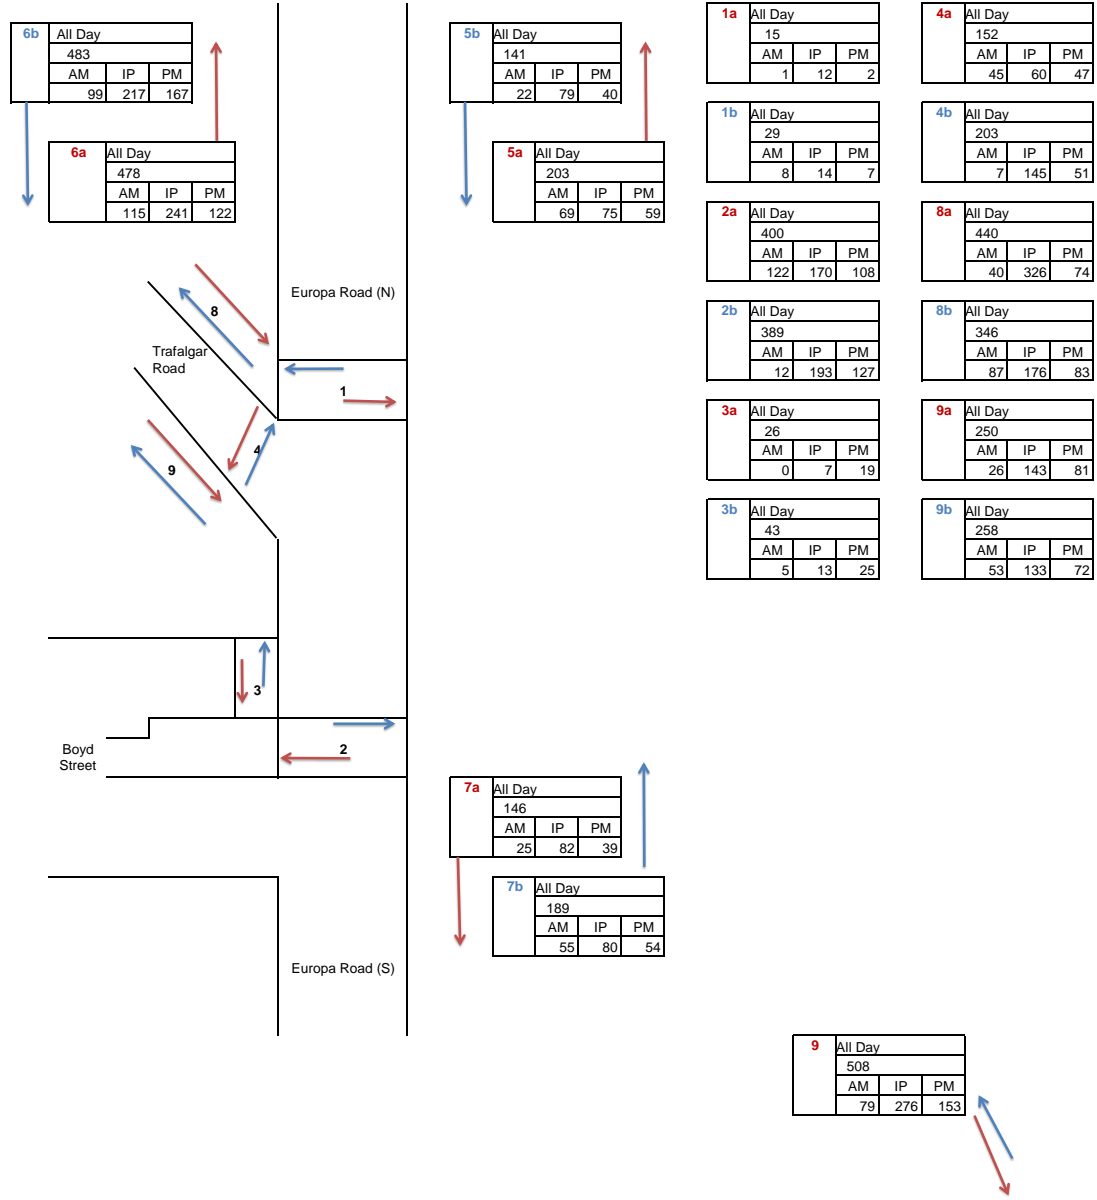 6b All Day
483
AM IP PM
99 217 167
6a All Day
478
AM IP PM
115 241 122
5b All Day
141
AM IP PM
22 79 40
5a All Day
203
AM IP PM
69 75 59
1a All Day
15
AM IP PM
1 12 2
4a All Day
152
AM IP PM
45 60 47
1b All Day
29
AM IP PM
8 14 7
4b All Day
203
AM IP PM
7 145 51
2a All Day
400
AM IP PM
122 170 108
8a All Day
440
AM IP PM
40 326 74
2b All Day
389
AM IP PM
12 193 127
8b All Day
346
AM IP PM
87 176 83
3a All Day
26
AM IP PM
0 7 19
9a All Day
250
AM IP PM
26 143 81
3b All Day
43
AM IP PM
5 13 25
9b All Day
258
AM IP PM
53 133 72
Europa Road (N)
8
Trafalgar
Road
1
4
9
3
2
Boyd
Street
7a All Day
146
AM IP PM
25 82 39
7b All Day
189
AM IP PM
55 80 54
Europa Road (S)
9 All Day
508
AM IP PM
79 276 153